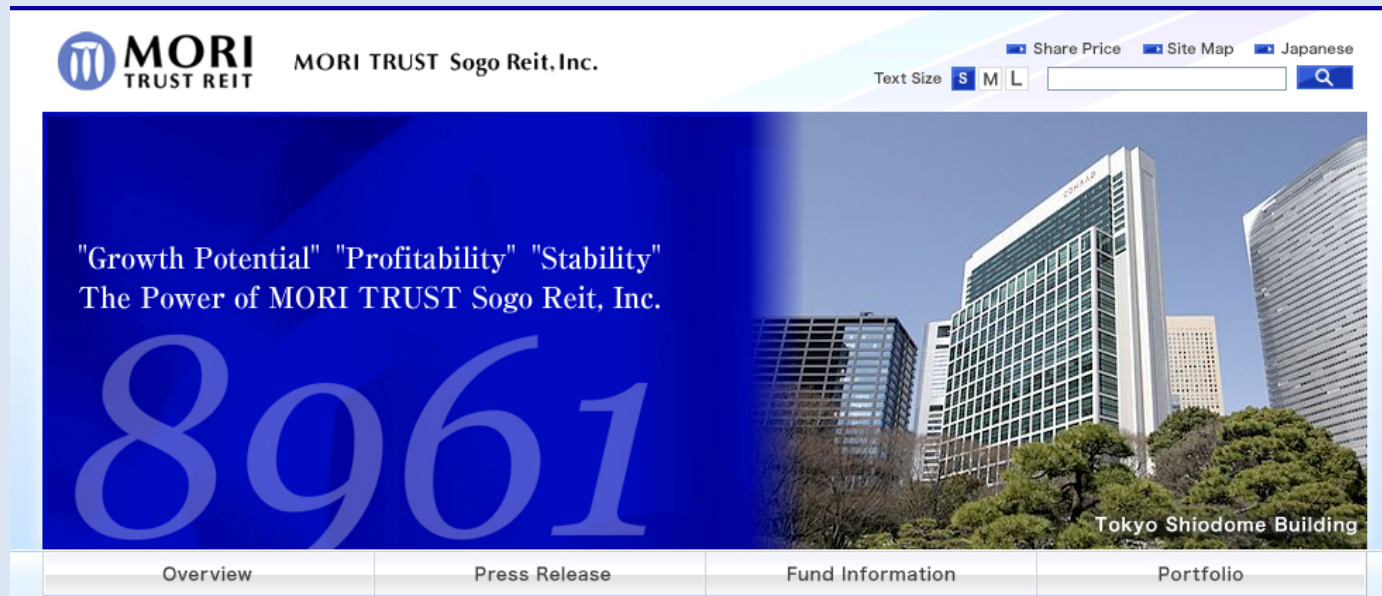 MORI
TRUST REIT
MORI TRUST Sogo Reit, Inc.
Share Price Site Map Japanese
Text Size S M L
"Growth Potential" "Profitability" "Stability"
The Power of MORI TRUST Sogo Reit, Inc.
8961
CONRAD
Tokyo Shiodome Building
Overview Press Release Fund Information Portfolio